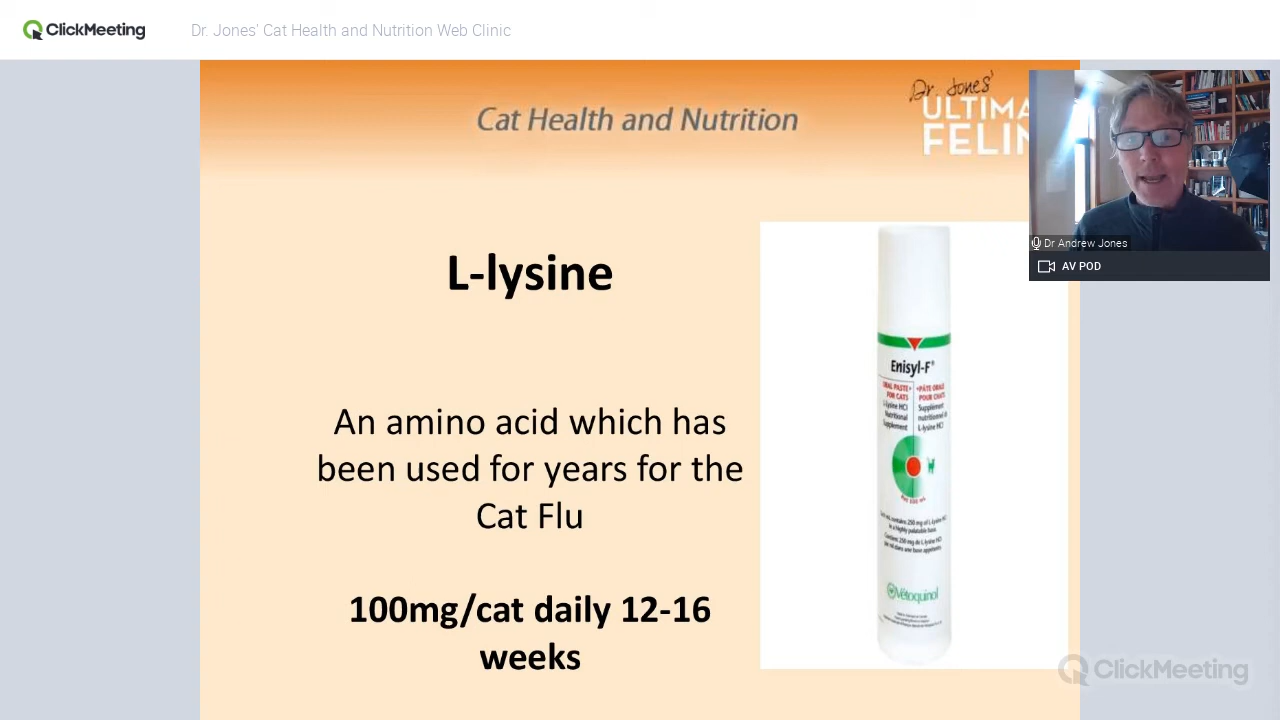 ClickMeeting
Dr. Jones' Cat Health and Nutrition Web Clinic
Cat Health and Nutrition
Dr. Jones'
ULTIMA
FELIN
Dr Andrew Jones
AV POD
L-lysine
An amino acid which has
been used for years for the
Cat Flu
100mg/cat daily 12-16
weeks
Enisyl-F®
ORAL PASTE
FOR CATS
L-Lysine HCl
Nutritional
Supplement
PÂTE ORALE
POUR CHATS
Supplément
nutritionnel de
L-lysine HCl
Vétoquinol
ClickMeeting